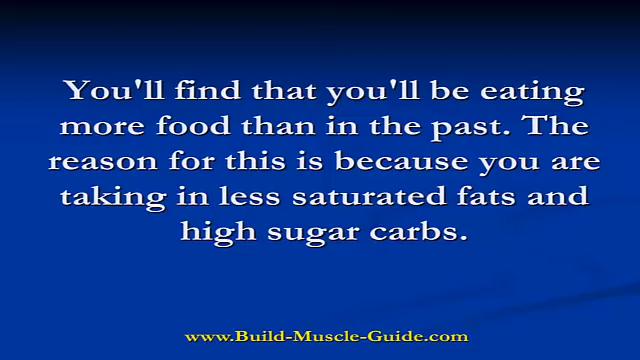 You'll find that you'll be eating
more food than in the past. The
reason for this is because you are
taking in less saturated fats and
high sugar carbs.
www.Build-Muscle-Guide.com